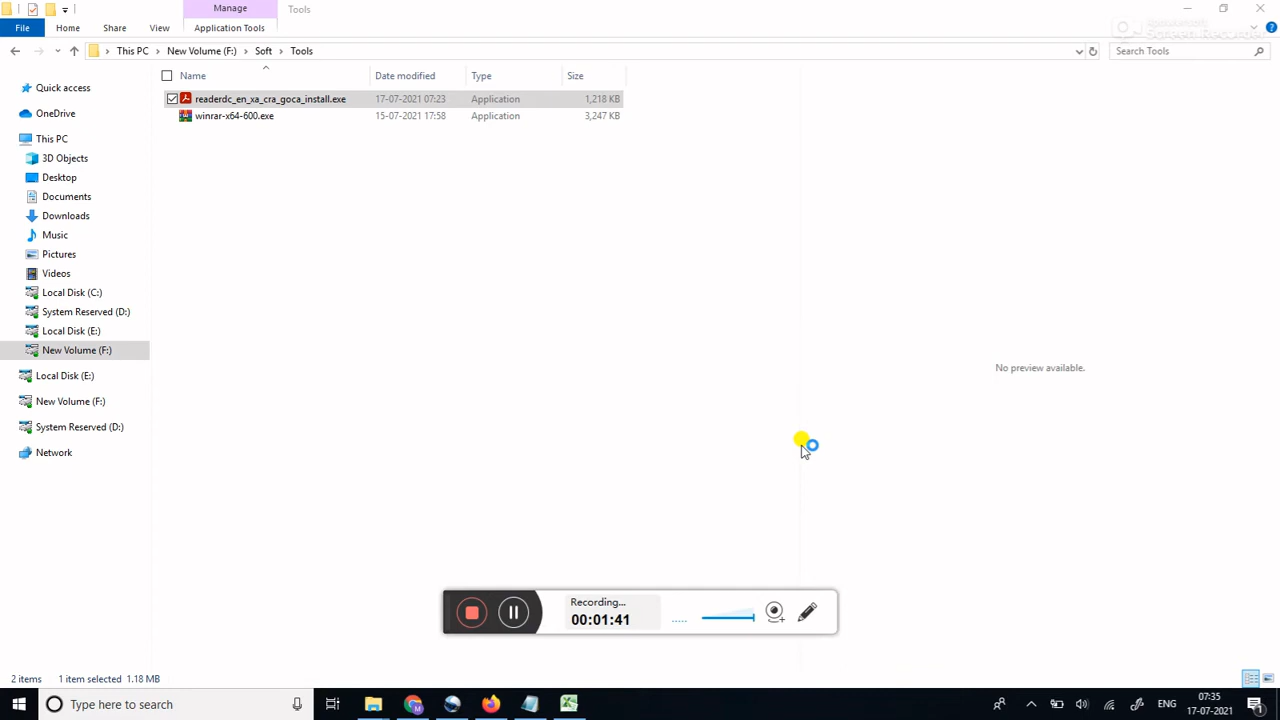 Manage
Tools
File
Home
Share
View
Application Tools
This PC
New Volume (F:)
Soft
Tools
Search Tools
Name
Date modified
Type
Size
readerdc_en_xa_cra_goca_install.exe
17-07-2021 07:23
Application
1,218 KB
winrar-x64-600.exe
15-07-2021 17:58
Application
3,247 KB
Quick access
OneDrive
This PC
3D Objects
Desktop
Documents
Downloads
Music
Pictures
Videos
Local Disk (C:)
System Reserved (D:)
Local Disk (E:)
New Volume (F:)
Local Disk (E:)
New Volume (F:)
System Reserved (D:)
Network
No preview available.
Recording...
00:01:41
2 items
1 item selected 1.18 MB
Type here to search
ENG
07:35
17-07-2021
1